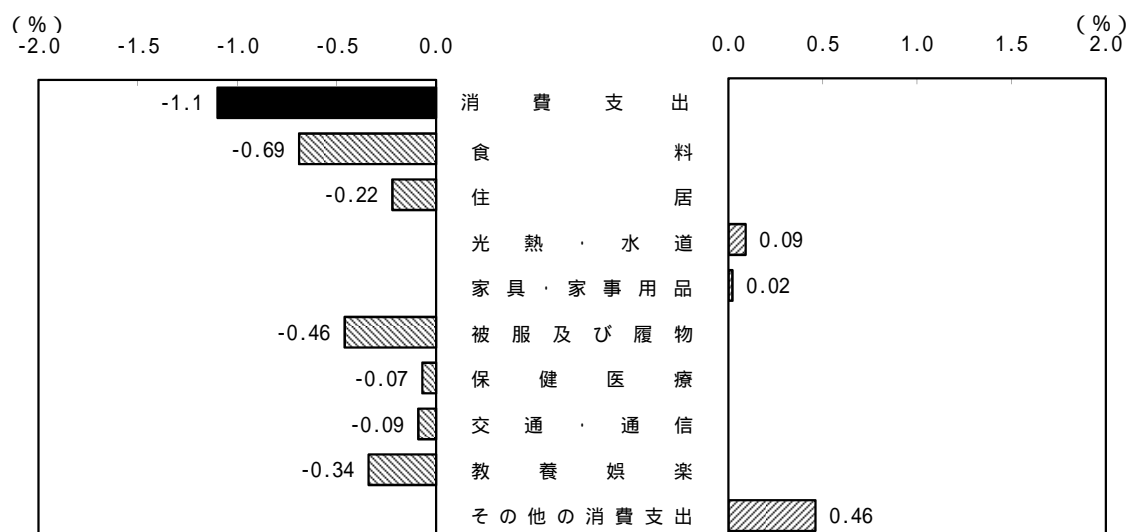 (%) (%)
-2.0 -1.5 -1.0 -0.5 0.0 0.0 0.5 1.0 1.5 2.0
-1.1 消費支出
-0.69 食料
-0.22 住居
光熱・水道 0.09
家具・家事用品 0.02
-0.46 被服及び履物
-0.07 保健医療
-0.09 交通・通信
-0.34 教養娯楽
その他の消費支出 0.46